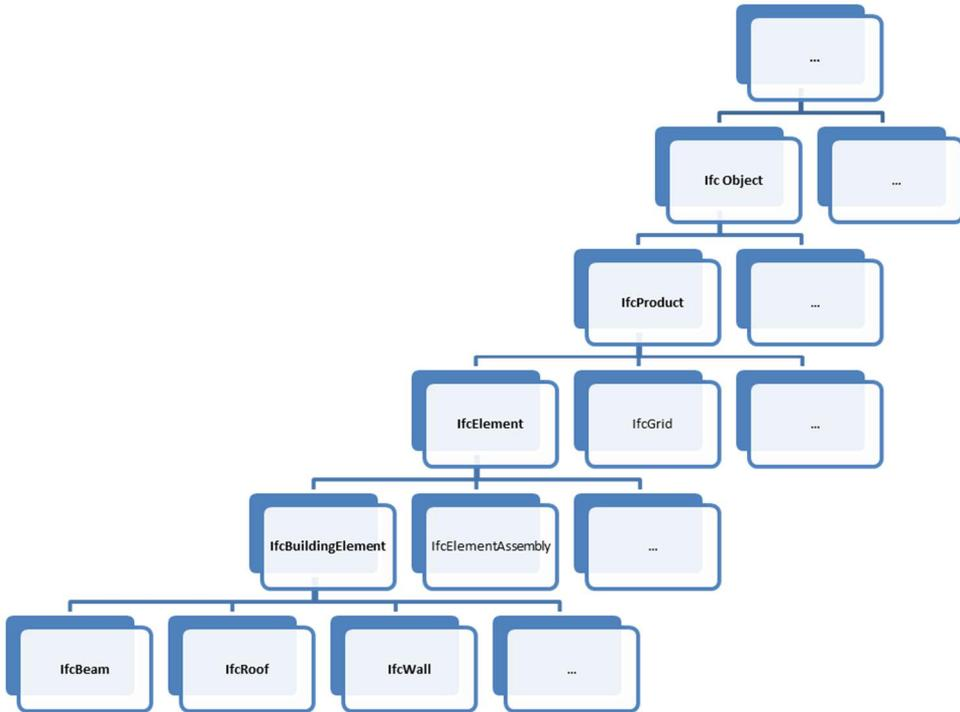 ...
Ifc Object
...
IfcProduct
...
IfcElement
IfcGrid
...
IfcBuildingElement
IfcElementAssembly
...
IfcBeam
IfcRoof
IfcWall
...